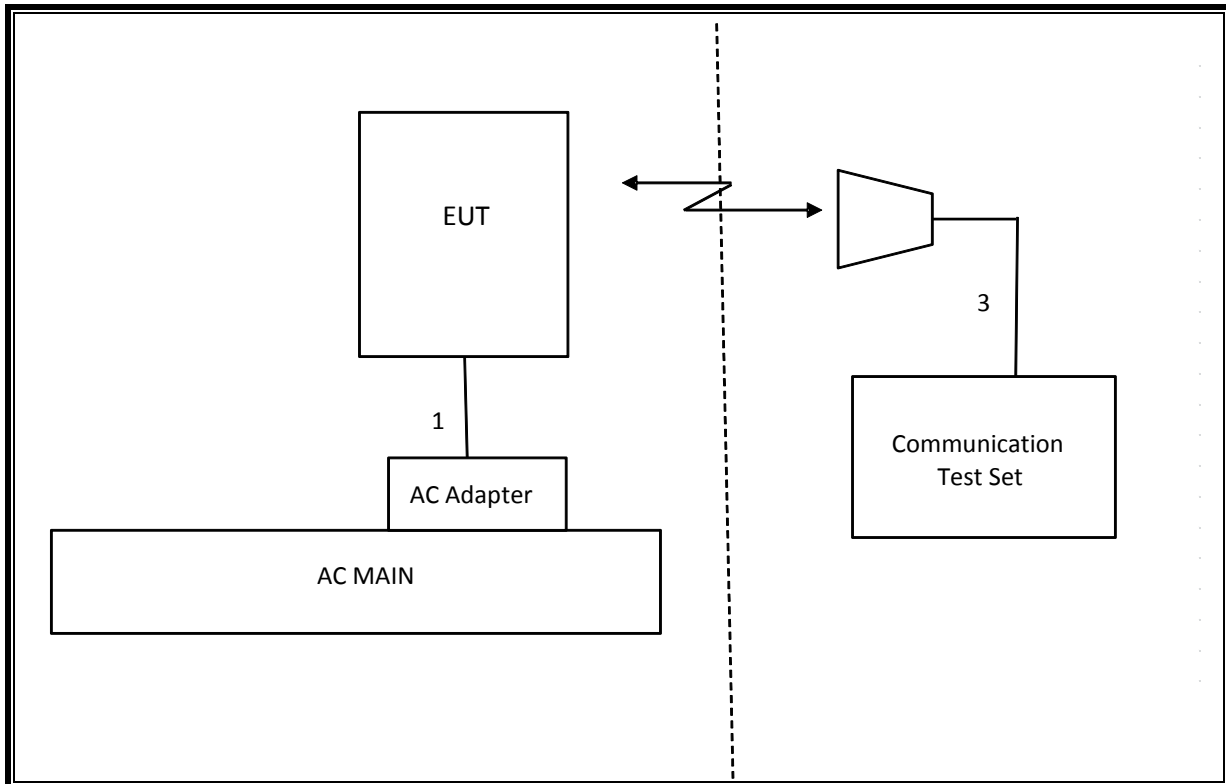 EUT
1
AC Adapter
AC MAIN
3
Communication
Test Set